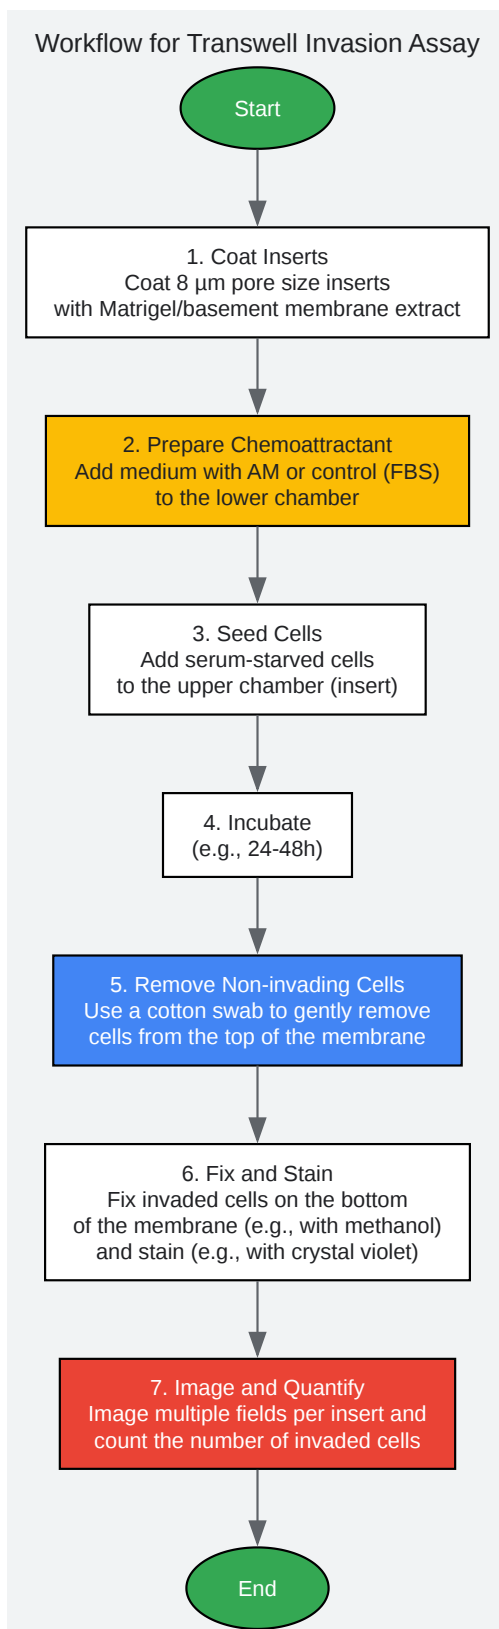 Workflow for Transwell Invasion Assay
Start
1. Coat Inserts
Coat 8 µm pore size inserts
with Matrigel/basement membrane extract
2. Prepare Chemoattractant
Add medium with AM or control (FBS)
to the lower chamber
3. Seed Cells
Add serum-starved cells
to the upper chamber (insert)
4. Incubate
(e.g., 24-48h)
5. Remove Non-invading Cells
Use a cotton swab to gently remove
cells from the top of the membrane
6. Fix and Stain
Fix invaded cells on the bottom
of the membrane (e.g., with methanol)
and stain (e.g., with crystal violet)
7. Image and Quantify
Image multiple fields per insert and
count the number of invaded cells
End